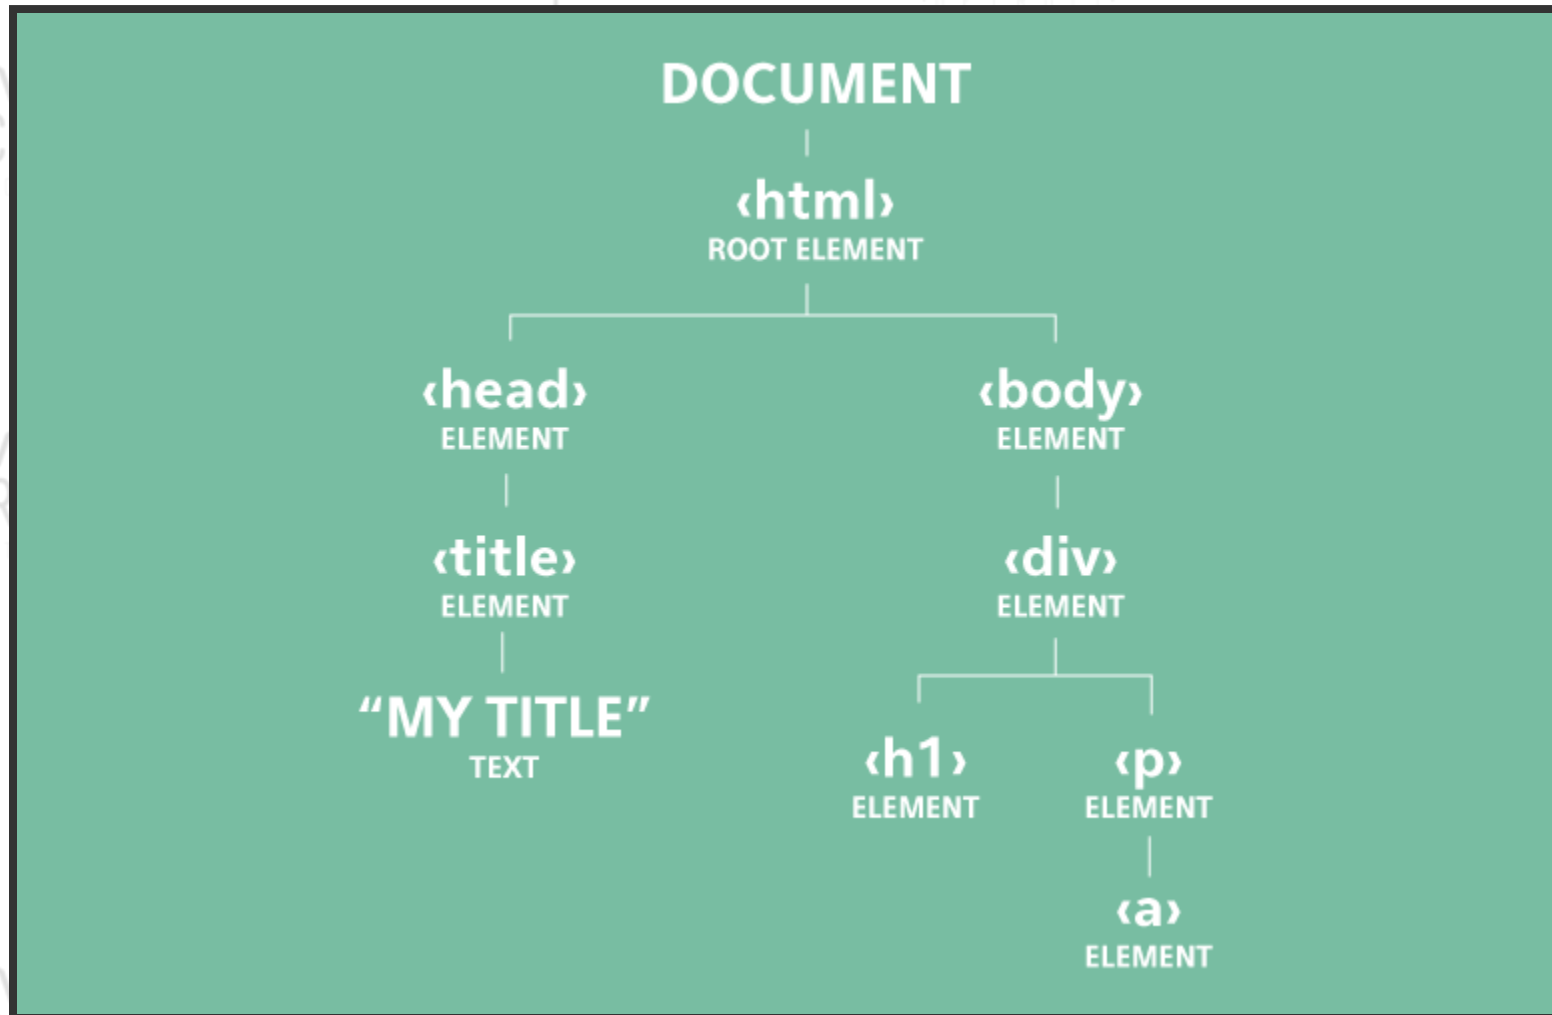 DOCUMENT
‹html›
ROOT ELEMENT
‹head› ‹body›
ELEMENT ELEMENT
‹title› ‹div›
ELEMENT ELEMENT
“MY TITLE”
TEXT
‹h1› ‹p›
ELEMENT ELEMENT
‹a›
ELEMENT